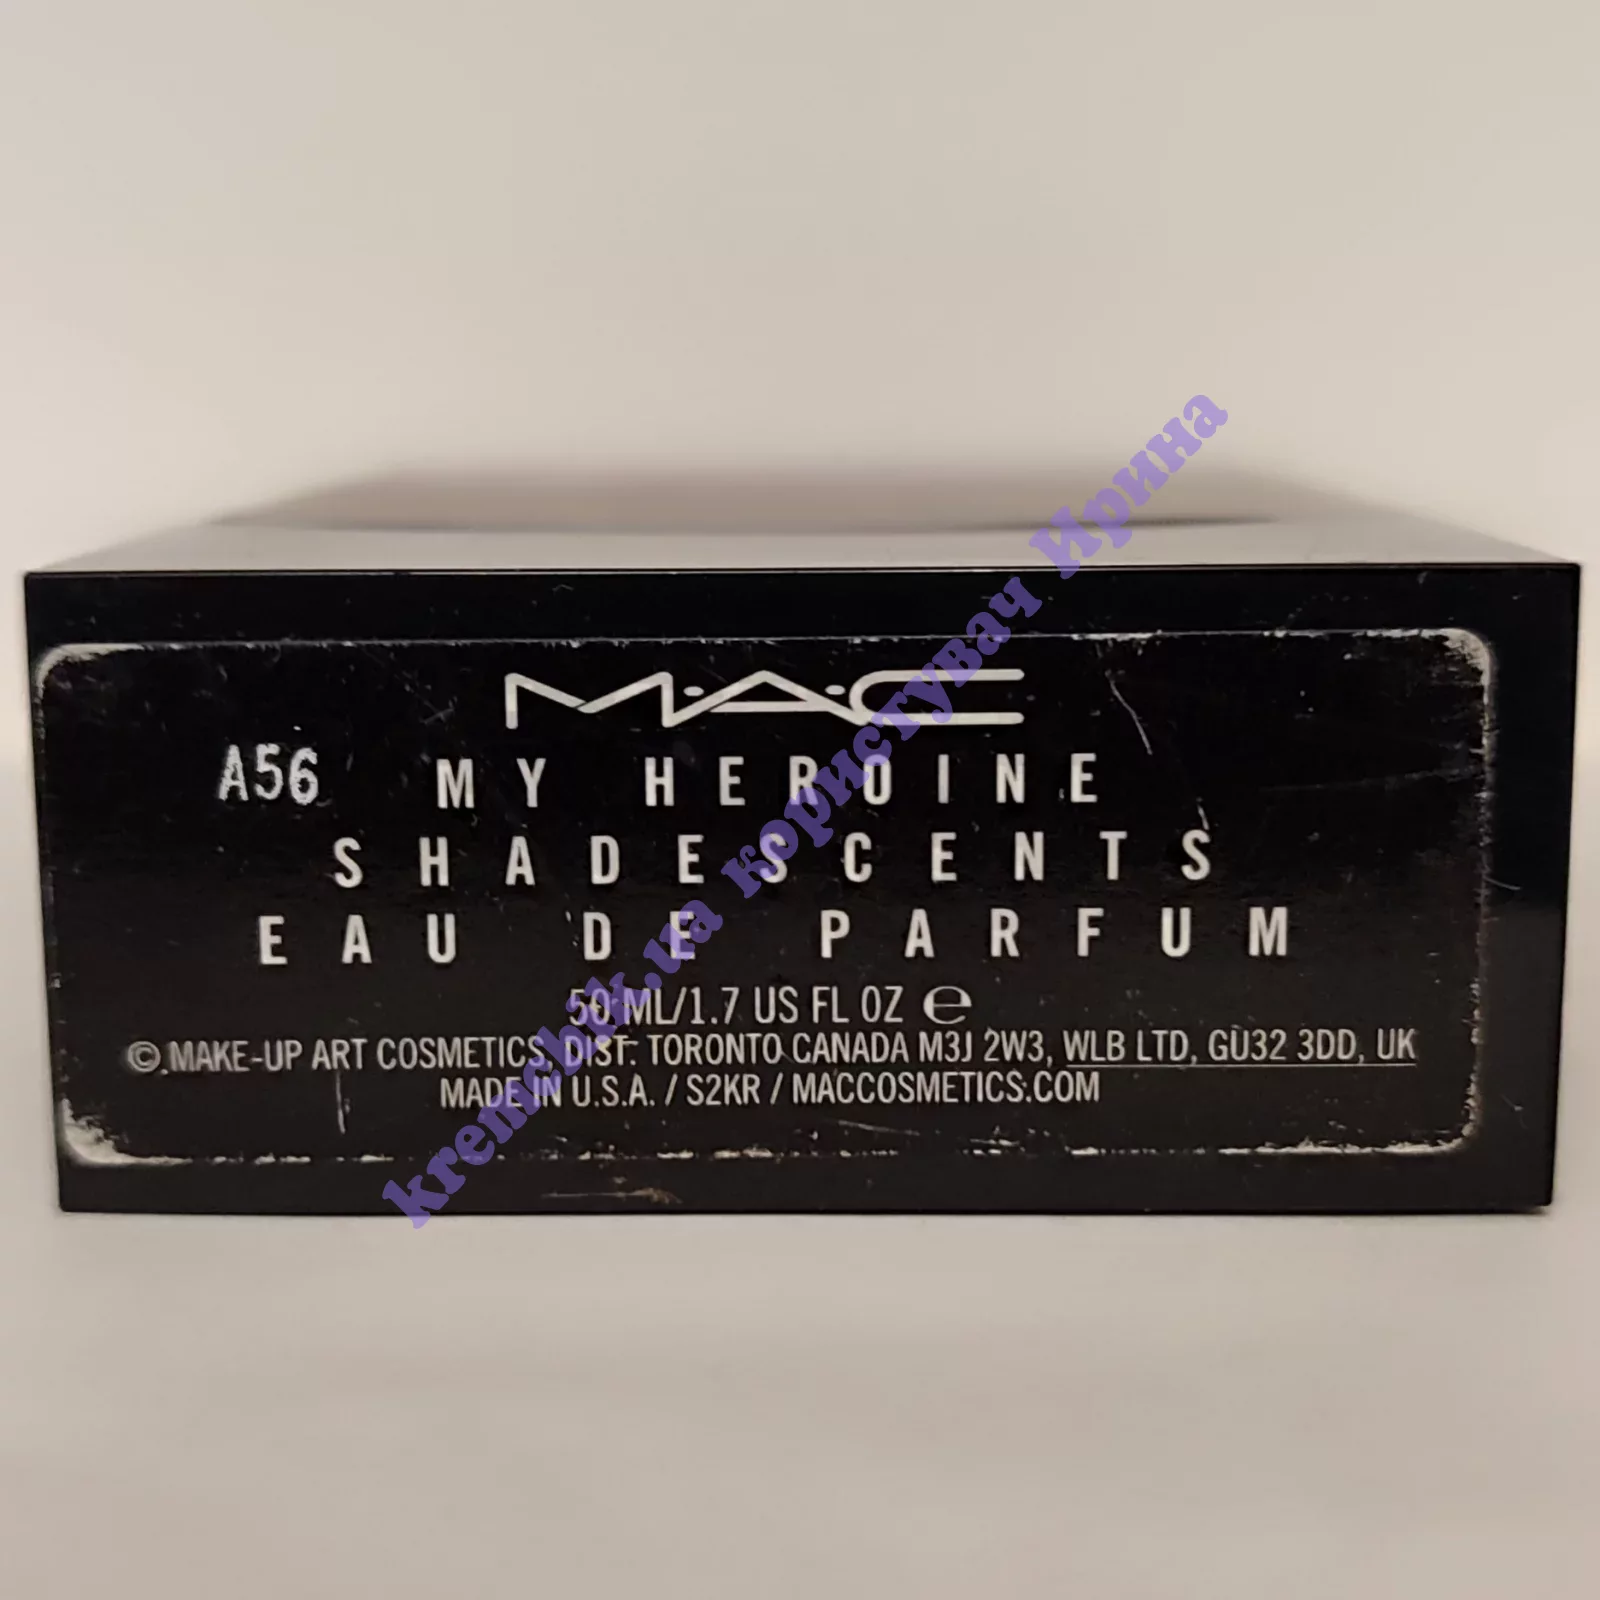 M·A·C
A56 MY HEROINE
SHADESCENTS
EAU DE PARFUM
50 ML/1.7 US FL OZ ℮
© MAKE-UP ART COSMETICS, DIST. TORONTO CANADA M3J 2W3, WLB LTD, GU32 3DD, UK
MADE IN U.S.A. / S2KR / MACCOSMETICS.COM
kremchik.ua користувач Ирина